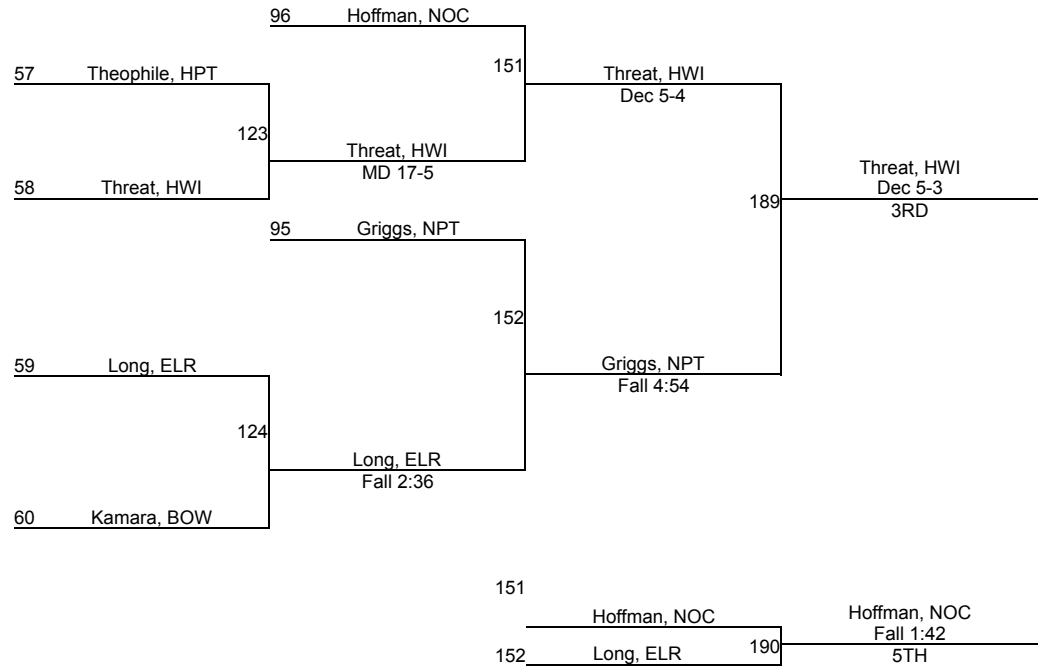 96 Hoffman, NOC
151
57 Theophile, HPT
Threat, HWI
Dec 5-4
123
Threat, HWI
MD 17-5
58 Threat, HWI
189
Threat, HWI
Dec 5-3
3RD
95 Griggs, NPT
152
59 Long, ELR
Griggs, NPT
Fall 4:54
124
Long, ELR
Fall 2:36
60 Kamara, BOW
151
Hoffman, NOC
152 Long, ELR
190
Hoffman, NOC
Fall 1:42
5TH